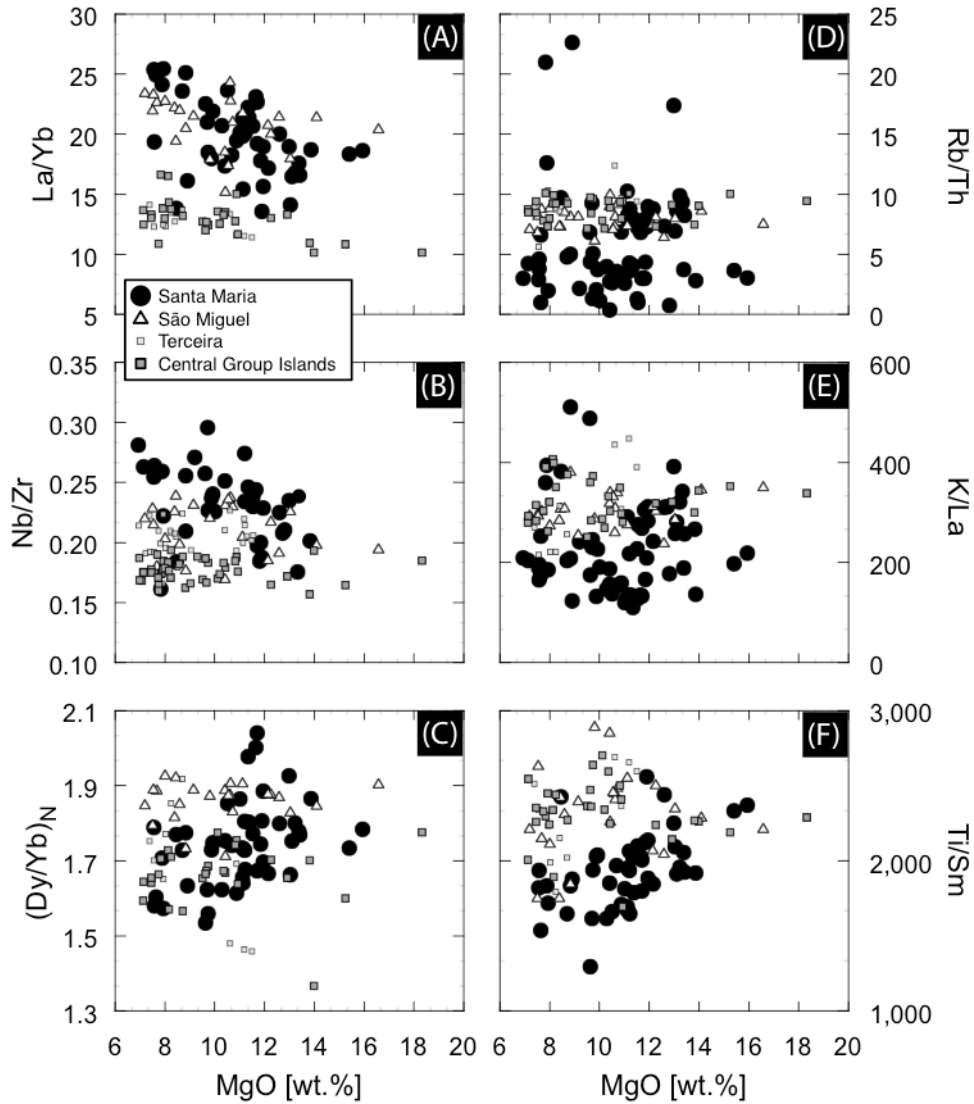 (A)
30
25
20
15
10
5
La/Yb
(D)
25
20
15
10
5
0
Rb/Th
Santa Maria
São Miguel
Terceira
Central Group Islands
(B)
0.35
0.30
0.25
0.20
0.15
0.10
Nb/Zr
(E)
600
400
200
0
K/La
(C)
2.1
1.9
1.7
1.5
1.3
(Dy/Yb)N
6 8 10 12 14 16 18 20
MgO [wt.%]
(F)
3,000
2,000
1,000
Ti/Sm
6 8 10 12 14 16 18 20
MgO [wt.%]